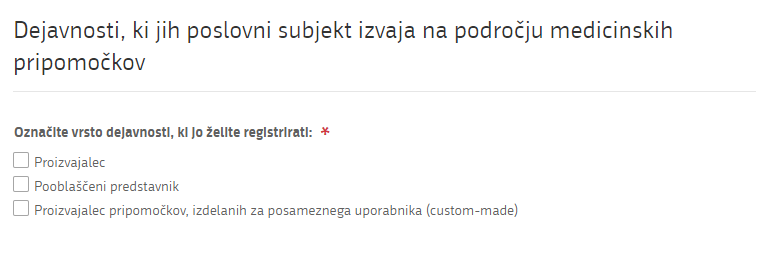 Dejavnosti, ki jih poslovni subjekt izvaja na področju medicinskih
pripomočkov
Označite vrsto dejavnosti, ki jo želite registrirati: *
Proizvajalec
Pooblaščeni predstavnik
Proizvajalec pripomočkov, izdelanih za posameznega uporabnika (custom-made)